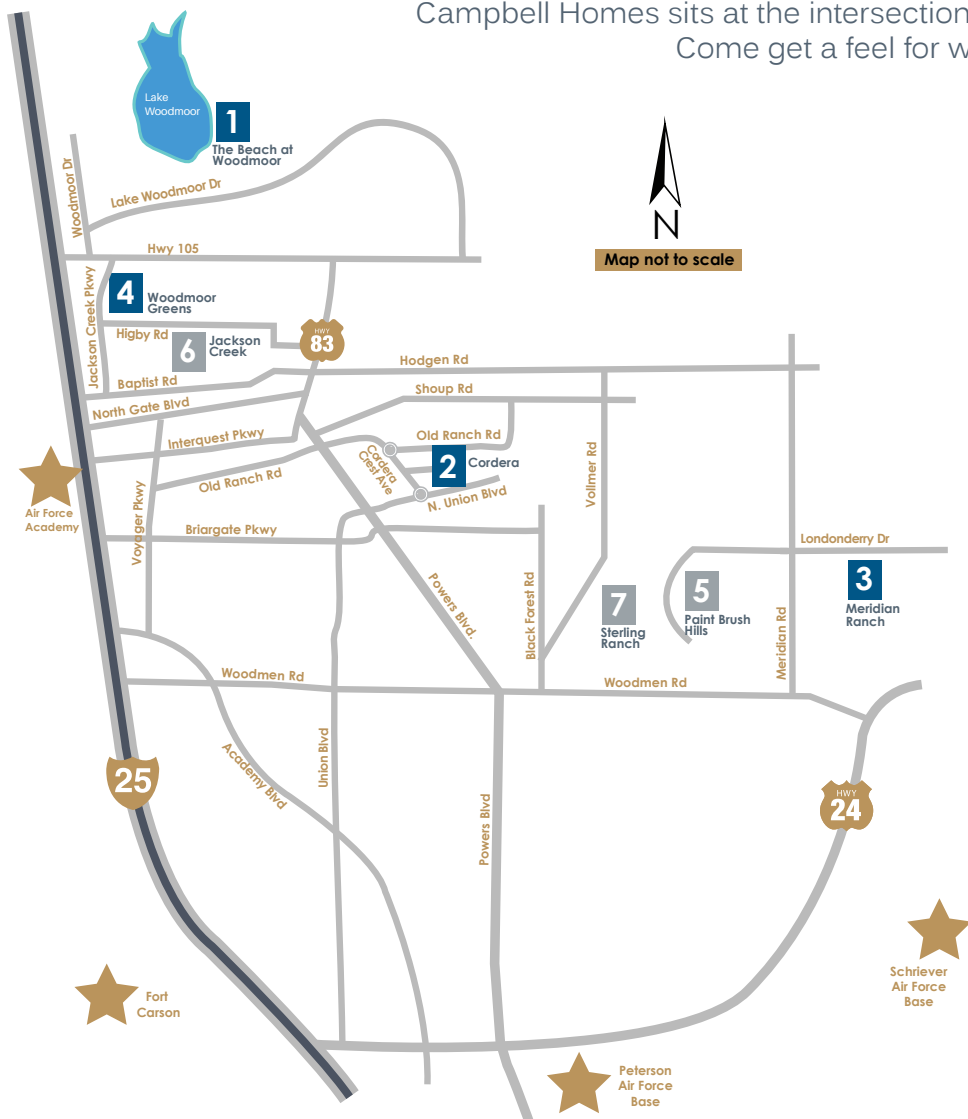 Campbell Homes sits at the intersection
Come get a feel for w
Lake
Woodmoor
1
The Beach at
Woodmoor
Woodmoor Dr
Lake Woodmoor Dr
N
Hwy 105
Map not to scale
Jackson Creek Pkwy
4
Woodmoor
Greens
Higby Rd
6
Jackson
Creek
HWY
83
Hodgen Rd
Baptist Rd
Shoup Rd
North Gate Blvd
Interquest Pkwy
Old Ranch Rd
Cordera
Crest Ave
2
Cordera
Old Ranch Rd
N. Union Blvd
Vollmer Rd
Air Force
Academy
Voyager Pkwy
Briargate Pkwy
Londonderry Dr
Powers Blvd.
Black Forest Rd
7
Sterling
Ranch
5
Paint Brush
Hills
3
Meridian
Ranch
Meridian Rd
Woodmen Rd
Woodmen Rd
25
Academy Blvd
Union Blvd
Powers Blvd
HWY
24
Schriever
Air Force
Base
Fort
Carson
Peterson
Air Force
Base